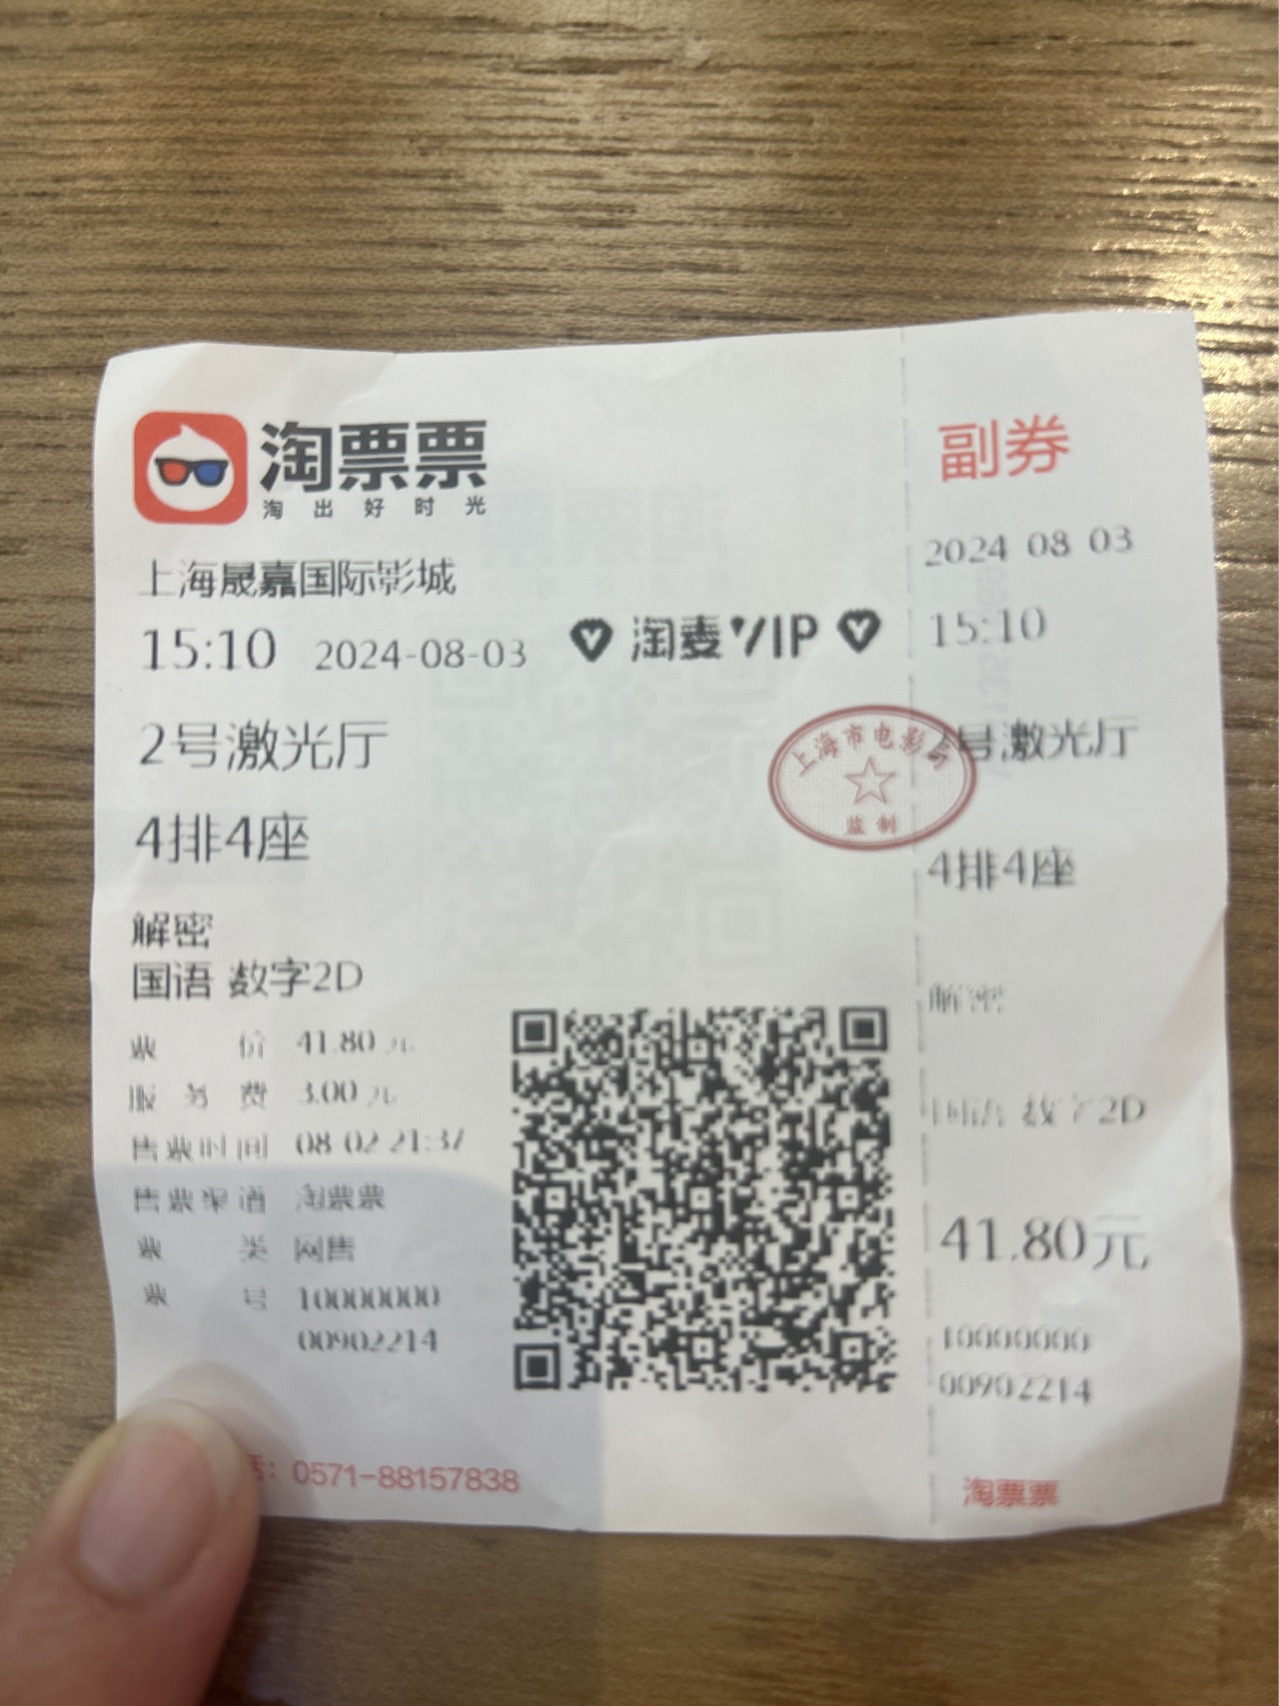 淘票票
淘出好时光
上海晟嘉国际影城
15:10 2024-08-03 淘麦VIP
2号激光厅
4排4座
解密
国语 数字2D
票价 41.80元
服务费 3.00元
售票时间 08-02 21:37
售票渠道 淘票票
票类 网售
票号 10000000
00902214
话：0571-88157838
上海市电影局
监制
副券
2024 08 03
15:10
号激光厅
4排4座
解密
国语 数字2D
41.80元
10000000
00902214
淘票票